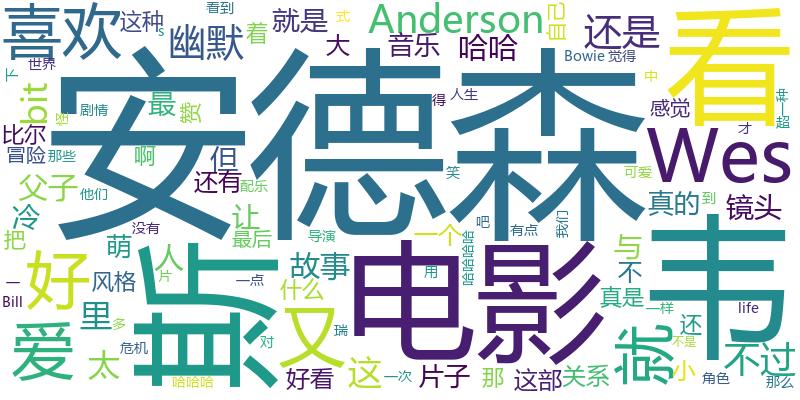 喜欢
这种
s
看到
就是
着
Anderson
式
自己
还是
看
下
世界
幽默
大
音乐
哈哈
Bowie
觉得
中
bit
剧情
最
赞
安德森
得
人生
感觉
超
比尔
怪
Wes
才
冒险
那些
啊
但
笑
可爱
父子
他们
还有
真的
到
镜头
冷
配乐
让
把
萌
没有
最后
导演
吧
有点
我们
与
韦
好
风格
人
斯
片
故事
一点
电影
一个
用
哈哈哈哈
不
真是
一样
life
一
Bill
里
多
什么
又
瑞
就
还
不是
爱
太
危机
对
哈哈哈
好看
这
一次
片子
那
这部
关系
小
角色
不过
那么